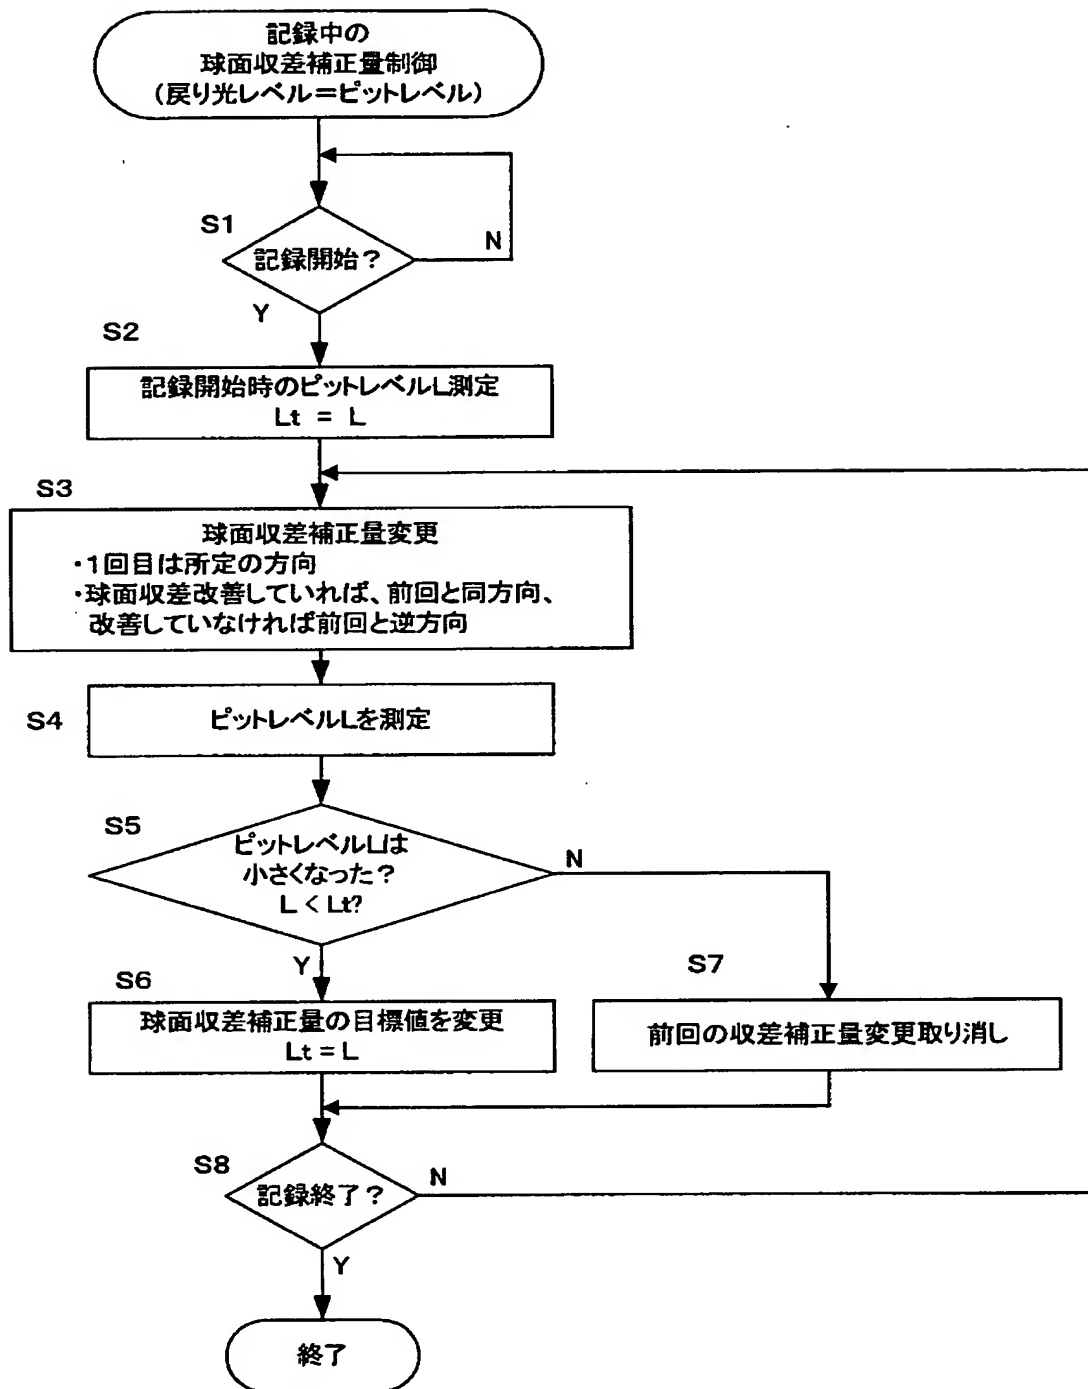 記録中の
球面収差補正量制御
(戻り光レベル=ピットレベル)
S1
記録開始?
N
Y
S2
記録開始時のピットレベルL測定
Lt = L
S3
球面収差補正量変更
・1回目は所定の方向
・球面収差改善していれば、前回と同方向、
改善していなければ前回と逆方向
S4
ピットレベルLを測定
S5
ピットレベルLは
小さくなった?
L < Lt?
N
Y
S6
球面収差補正量の目標値を変更
Lt = L
S7
前回の収差補正量変更取り消し
S8
記録終了?
N
Y
終了